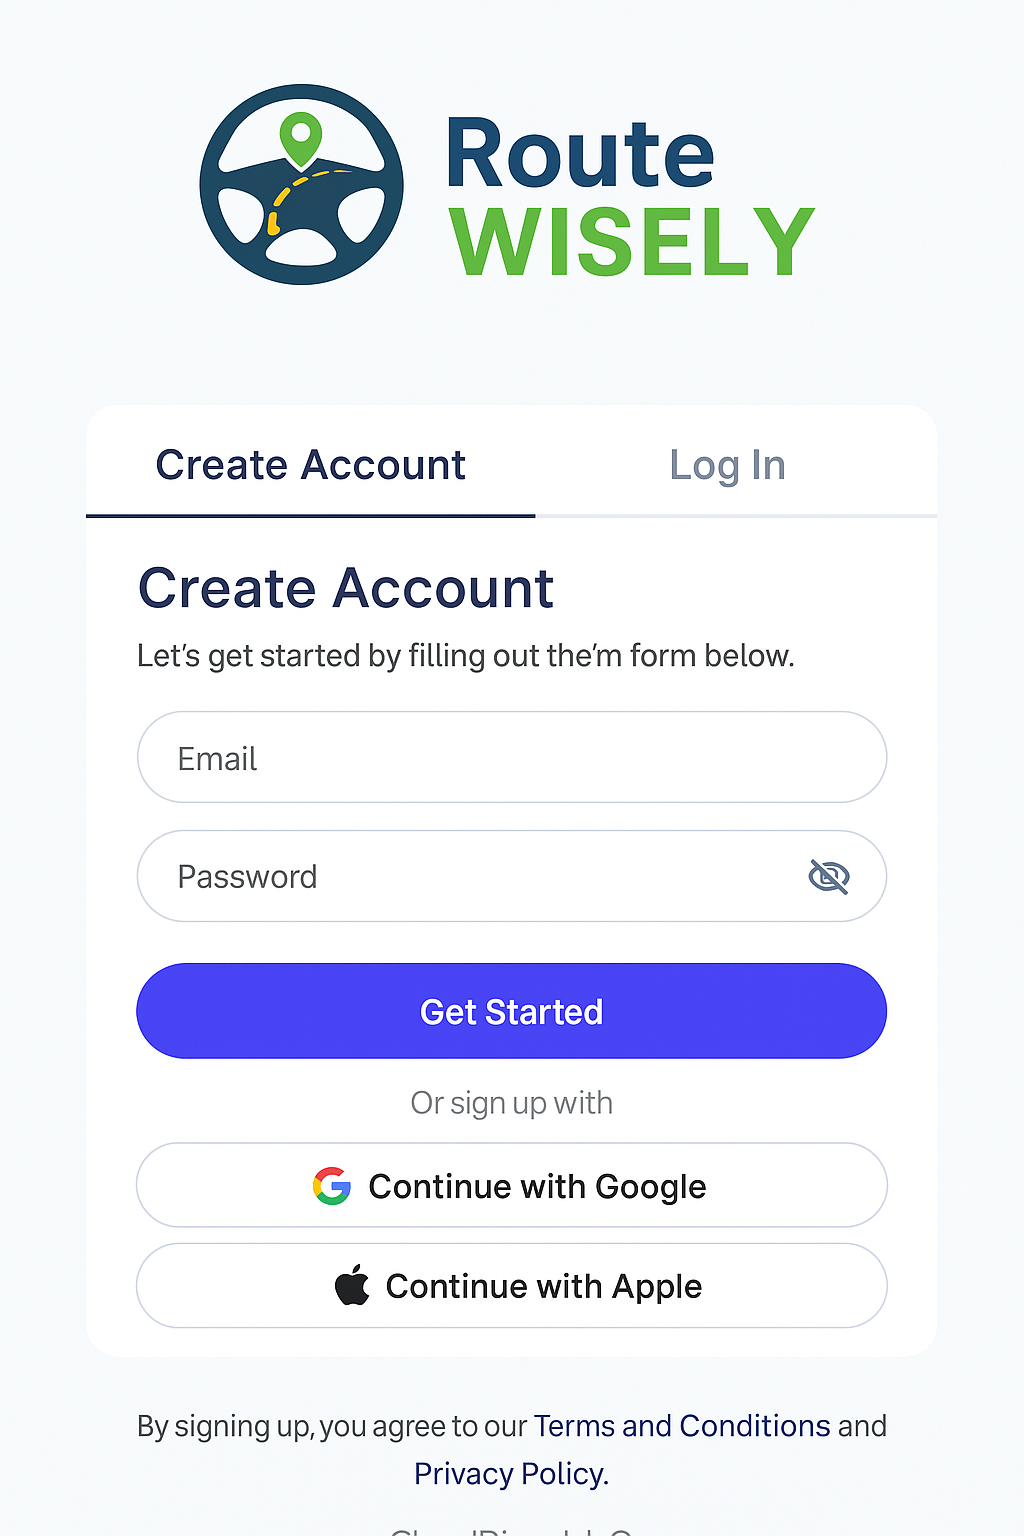 Route
WISELY
Create Account
Log In
Create Account
Let's get started by filling out the'm form below.
Email
Password
Get Started
Or sign up with
Continue with Google
Continue with Apple
By signing up, you agree to our Terms and Conditions and
Privacy Policy.